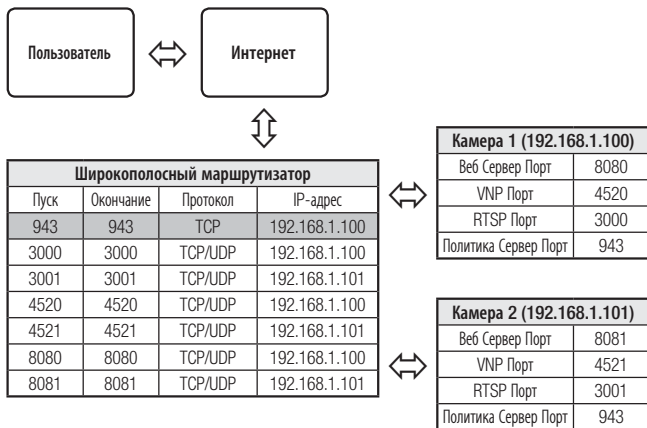 Пользователь
Интернет
Широкополосный маршрутизатор
Пуск Окончание Протокол IP-адрес
943 943 TCP 192.168.1.100
3000 3000 TCP/UDP 192.168.1.100
3001 3001 TCP/UDP 192.168.1.101
4520 4520 TCP/UDP 192.168.1.100
4521 4521 TCP/UDP 192.168.1.101
8080 8080 TCP/UDP 192.168.1.100
8081 8081 TCP/UDP 192.168.1.101
Камера 1 (192.168.1.100)
Веб Сервер Порт 8080
VNP Порт 4520
RTSP Порт 3000
Политика Сервер Порт 943
Камера 2 (192.168.1.101)
Веб Сервер Порт 8081
VNP Порт 4521
RTSP Порт 3001
Политика Сервер Порт 943